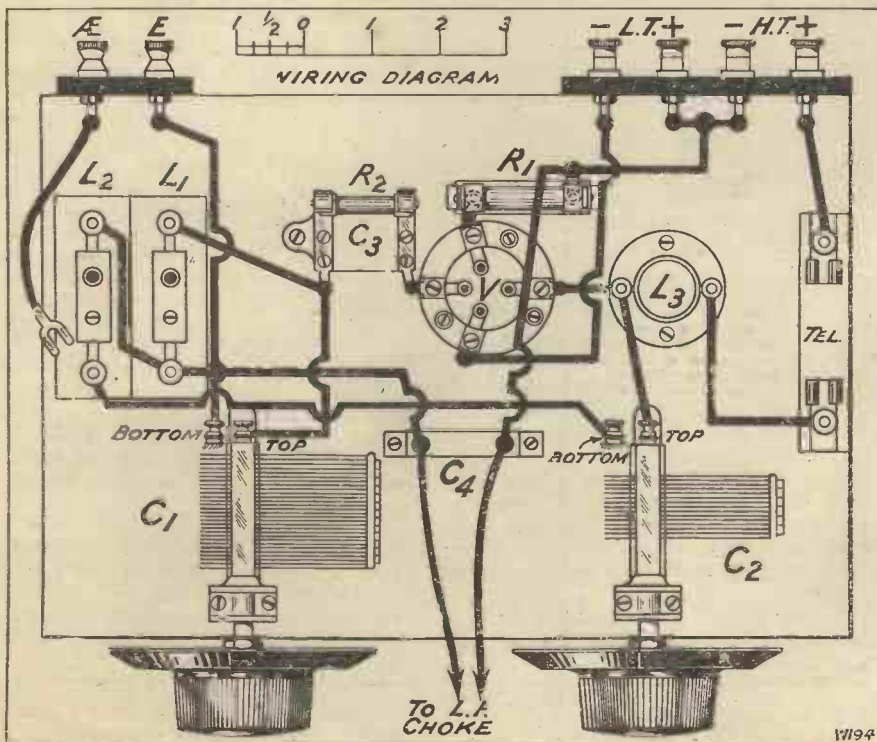 Æ E 1 ½ 0 1 2 3 - L.T. + - H.T. +
WIRING DIAGRAM
L2 L1 R2 R1
C3 V L3
TEL.
BOTTOM TOP BOTTOM TOP
C4
C1 C2
TO L.F.
CHOKE
W194